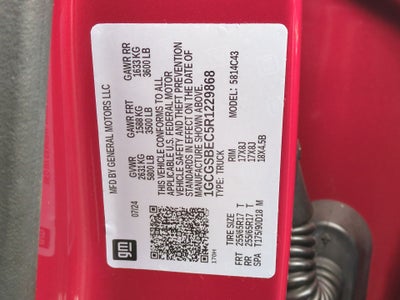 MFD BY GENERAL MOTORS LLC
07/24
GVWR GAWR FRT GAWR RR
2631 KG 1588 KG 1633 KG
5800 LB 3500 LB 3600 LB
THIS VEHICLE CONFORMS TO ALL
APPLICABLE U.S. FEDERAL MOTOR
VEHICLE SAFETY AND THEFT PREVENTION
STANDARDS IN EFFECT ON THE DATE OF
MANUFACTURE SHOWN ABOVE.
1GCGSBEC5R1229868
TYPE: TRUCK MODEL: 5814C43
gm
170H
TIRE SIZE RIM
FRT 255/65R17 T 17X8J
RR 255/65R17 T 17X8J
SPA T175/90D18 M 18X4.5B